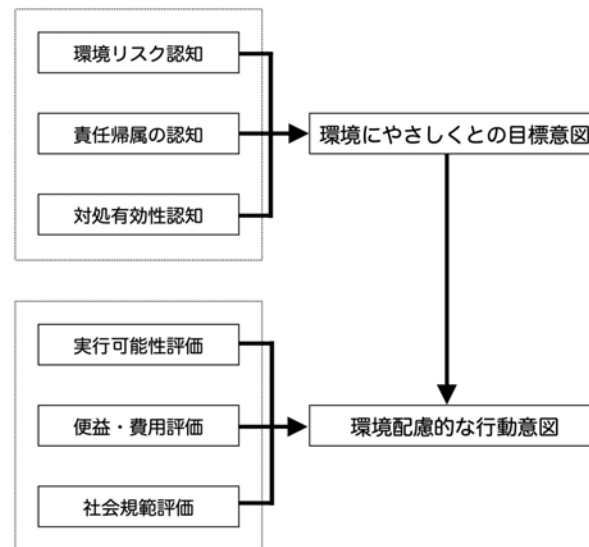 環境リスク認知
責任帰属の認知
環境にやさしくとの目標意図
対処有効性認知
実行可能性評価
便益・費用評価
環境配慮的な行動意図
社会規範評価